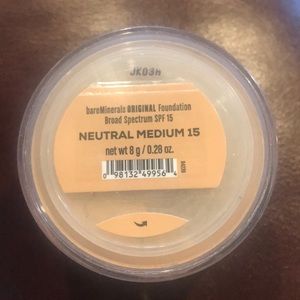 JK03H
bareMinerals ORIGINAL Foundation
Broad Spectrum SPF 15
NEUTRAL MEDIUM 15
net wt 8 g / 0.28 oz.
0 98132 49956 4